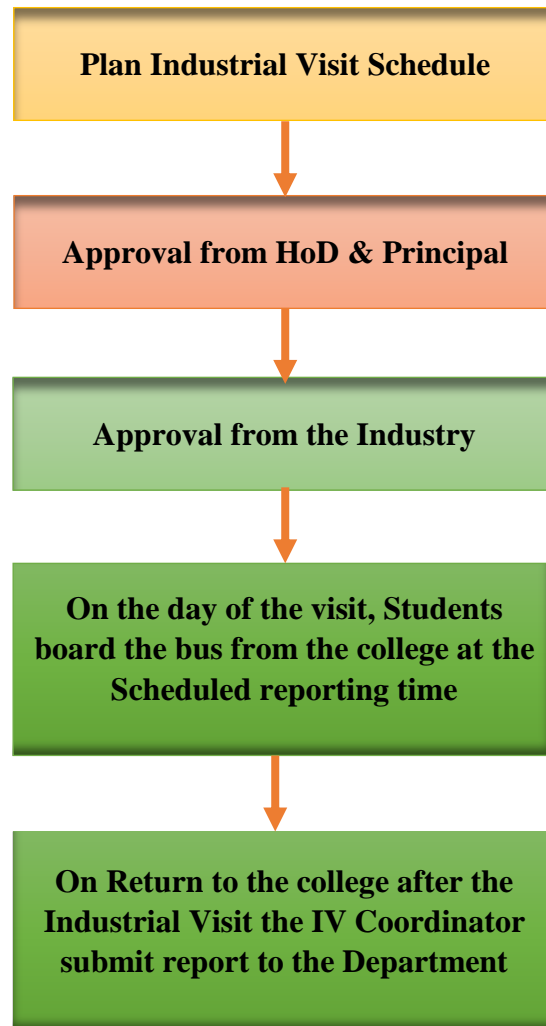 Plan Industrial Visit Schedule
Approval from HoD & Principal
Approval from the Industry
On the day of the visit, Students
board the bus from the college at the
Scheduled reporting time
On Return to the college after the
Industrial Visit the IV Coordinator
submit report to the Department